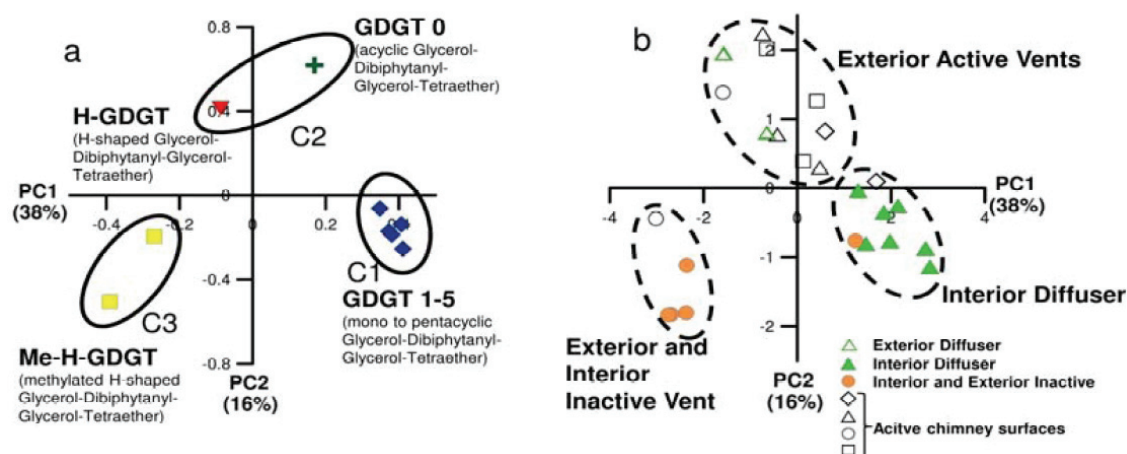 a
0.8
GDGT 0
(acyclic Glycerol-
Dibiphytanyl-
Glycerol-Tetraether)
0.4
H-GDGT
(H-shaped Glycerol-
Dibiphytanyl-Glycerol-
Tetraether)
C2
PC1
(38%)
0
-0.4
-0.2
0
0.2
-0.4
C1
C3
GDGT 1-5
(mono to pentacyclic
Glycerol-Dibiphytanyl-
Glycerol-Tetraether)
Me-H-GDGT
(methylated H-shaped
Glycerol-Dibiphytanyl-
Glycerol-Tetraether)
-0.8
PC2
(16%)
b
2
Exterior Active Vents
1
0
PC1
(38%)
-4
-2
0
2
4
-1
Interior Diffuser
-2
Exterior and
Interior
Inactive Vent
PC2
16%)
Exterior Diffuser
Interior Diffuser
Interior and Exterior Inactive
Acitve chimney surfaces